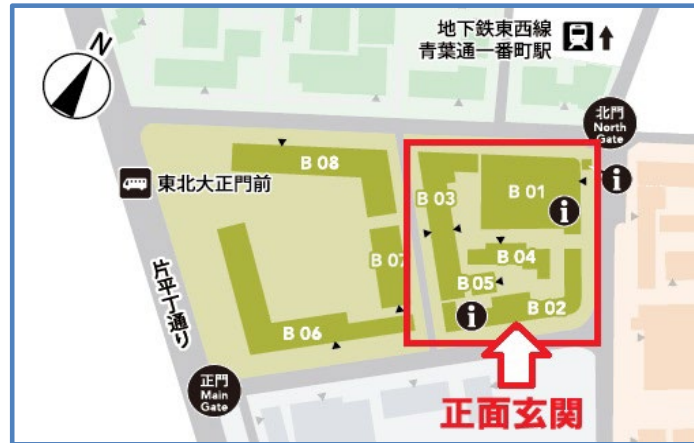 地下鉄東西線
青葉通一番町駅
N
北門
North
Gate
東北大正門前
B 08
B 03
B 01
i
i
B 04
B 07
B 05
B 02
i
B 06
片平丁通り
正門
Main
Gate
正面玄関